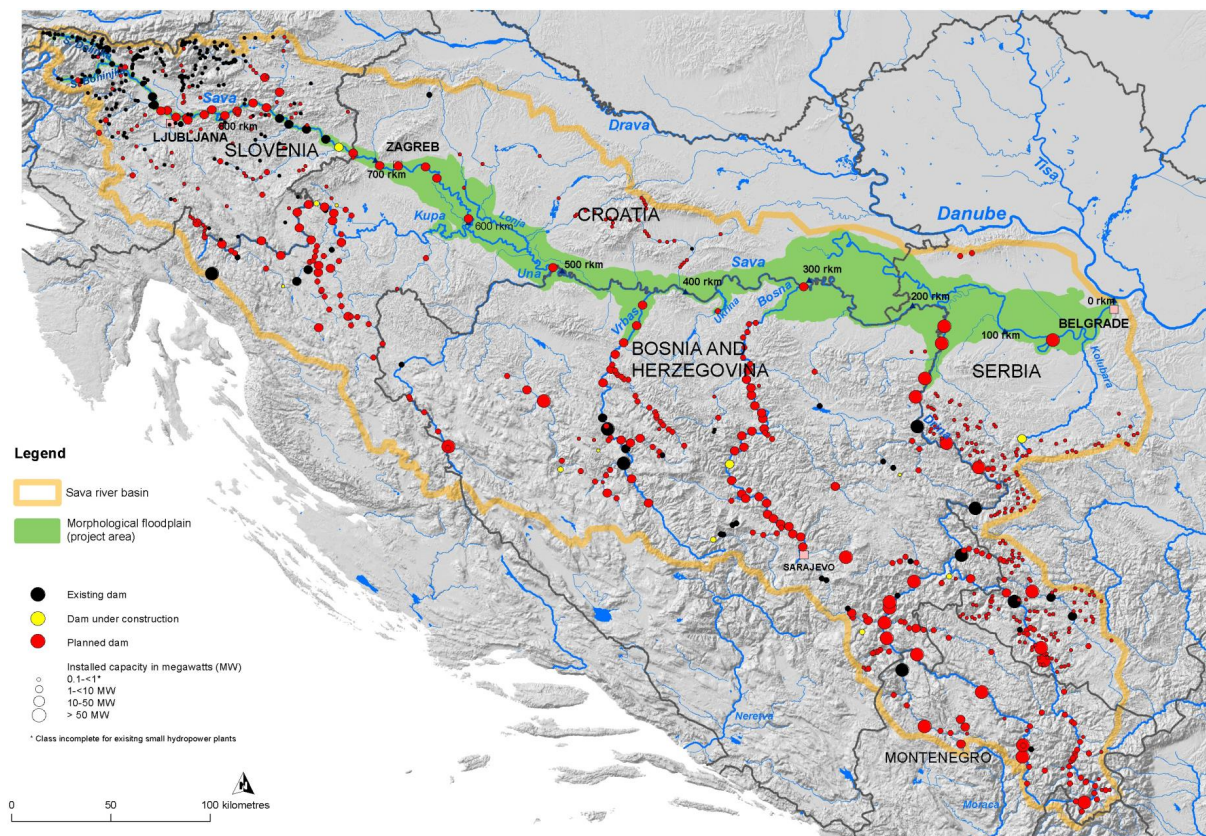 S. Bohinjka
Sava
LJUBLJANA
600 rkm
SLOVENIA
ZAGREB
700 rkm
Drava
Tisa
Danube
Kupa
Lonja
600 rkm
CROATIA
Una
500 rkm
Sava
400 rkm
300 rkm
200 rkm
0 rkm
BELGRADE
100 rkm
Kolubara
Vrbas
Ukrina
Bosna
BOSNIA AND
HERZEGOVINA
SERBIA
Drina
SARAJEVO
Neretva
MONTENEGRO
Moraca
Legend
Sava river basin
Morphological floodplain
(project area)
Existing dam
Dam under construction
Planned dam
Installed capacity in megawatts (MW)
0.1-<1*
1-<10 MW
10-50 MW
> 50 MW
* Class incomplete for exisitng small hydropower plants
0
50
100 kilometres